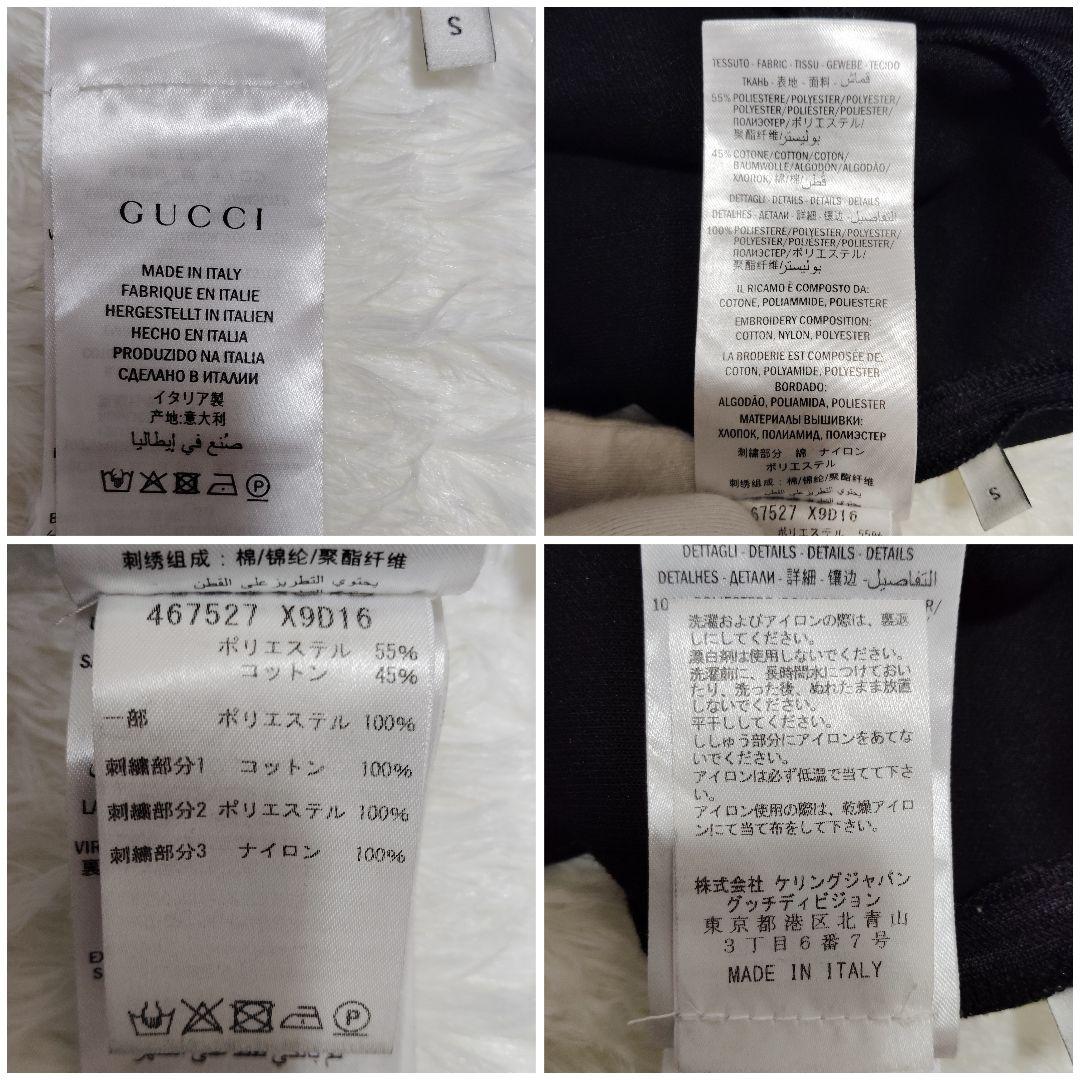 S
GUCCI
MADE IN ITALY
FABRIQUE EN ITALIE
HERGESTELLT IN ITALIEN
HECHO EN ITALIA
PRODUZIDO NA ITALIA
СДЕЛАНО В ИТАЛИИ
イタリア製
产地:意大利
صُنع في إيطاليا
P
TESSUTO - FABRIC - TISSU - GEWEBE - TECIDO
ТКАНЬ - 表地 - 面料 - قماش
55% POLIESTERE/POLYESTER/POLYESTER/
POLYESTER/POLIÉSTER/POLIÉSTER/
ПОЛИЭСТЕР/ポリエステル/
聚酯纤维/بوليستر
45% COTONE/COTTON/COTON/
BAUMWOLLE/ALGODÓN/ALGODÃO/
ХЛОПОК, 綿/棉/قطن
DETTAGLI - DETAILS - DETAILS - DETAILS
DETALHES - ДЕТАЛИ - 詳細 - 镶边 - التفاصيل
100% POLIESTERE/POLYESTER/POLYESTER/
POLYESTER/POLIÉSTER/POLIÉSTER/
ПОЛИЭСТЕР/ポリエステル/
聚酯纤维/بوليستر
IL RICAMO È COMPOSTO DA:
COTONE, POLIAMMIDE, POLIESTERE
EMBROIDERY COMPOSITION:
COTTON, NYLON, POLYESTER
LA BRODERIE EST COMPOSÉE DE:
COTON, POLYAMIDE, POLYESTER
BORDADO:
ALGODÃO, POLIAMIDA, POLIESTER
МАТЕРИАЛЫ ВЫШИВКИ:
ХЛОПОК, ПОЛИАМИД, ПОЛИЭСТЕР
刺繍部分 綿 ナイロン
ポリエステル
刺绣组成：棉/锦纶/聚酯纤维
يحتوي التطريز على القطن
67527 X9D16
ポリエステル 55%
S
刺绣组成：棉/锦纶/聚酯纤维
يحتوي التطريز على القطن
467527 X9D16
ポリエステル 55%
コットン 45%
一部 ポリエステル 100%
刺繍部分1 コットン 100%
刺繍部分2 ポリエステル 100%
刺繍部分3 ナイロン 100%
P
DETTAGLI - DETAILS - DETAILS - DETAILS
DETALHES - ДЕТАЛИ - 詳細 - 镶边 - التفاصيل
10
洗濯およびアイロンの際は、裏返
しにしてください。
漂白剤は使用しないでください。
洗濯前に、長時間水につけておい
たり、洗った後、ぬれたまま放置
しないでください。
平干ししてください。
ししゅう部分にアイロンをあてな
いでください。
アイロンは必ず低温で当てて下さ
い。
アイロン使用の際は、乾燥アイロ
ンにて当て布をして下さい。
株式会社 ケリングジャパン
グッチディビジョン
東京都港区北青山
3丁目6番7号
MADE IN ITALY